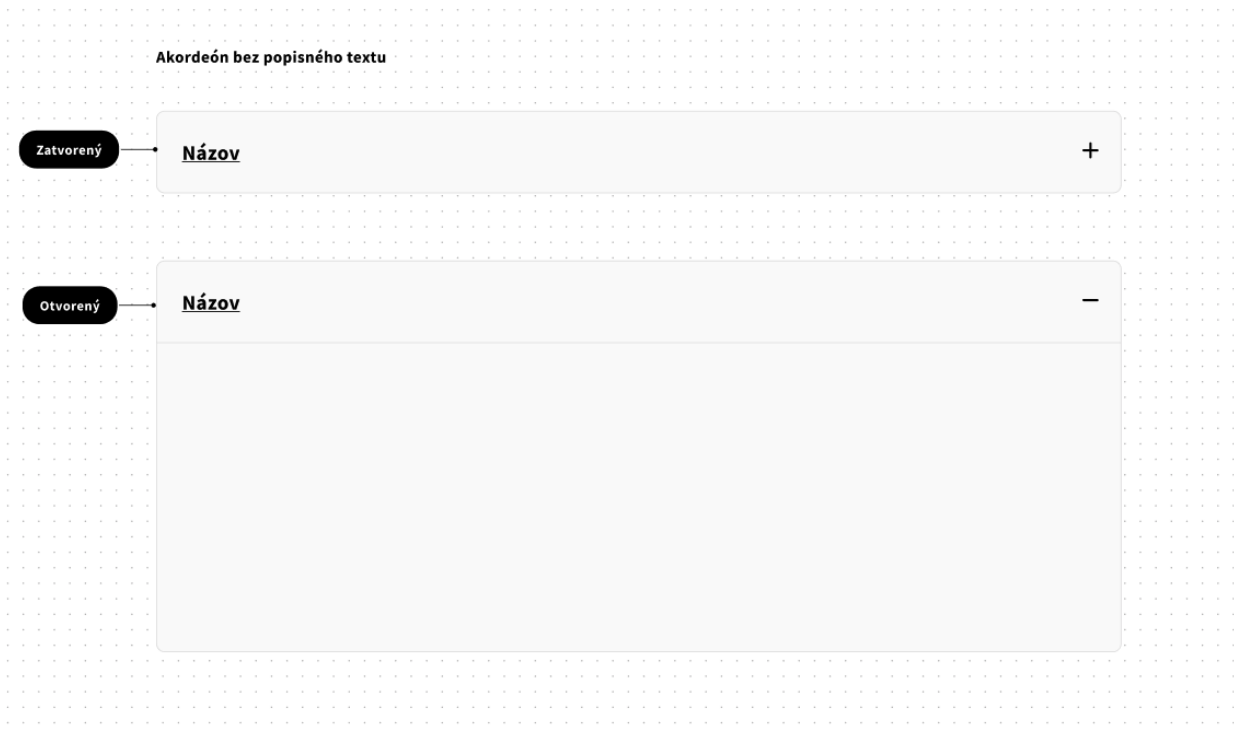 Akordeón bez popisného textu
Zatvorený
Názov
Otvorený
Názov